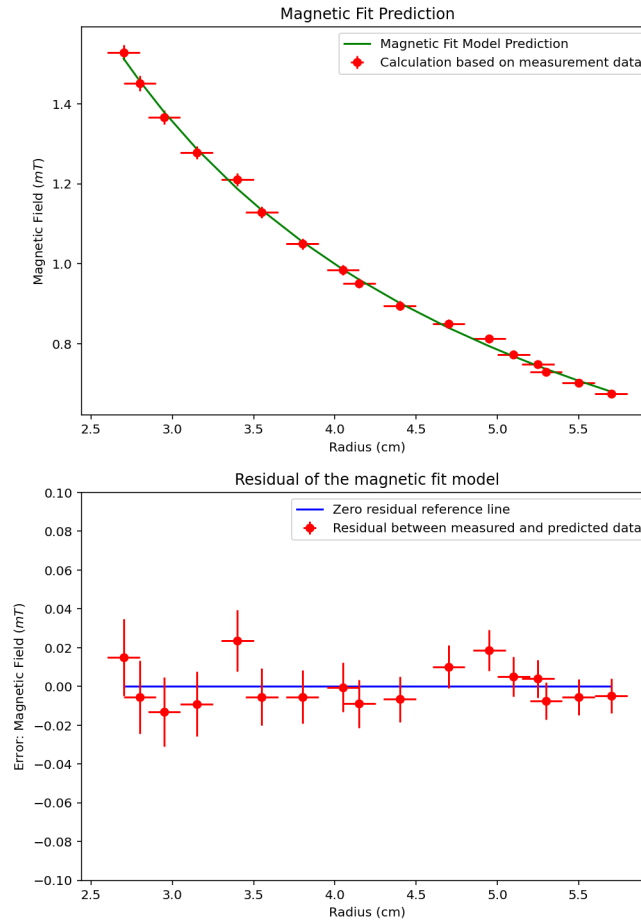 Magnetic Fit Prediction
Magnetic Fit Model Prediction
Calculation based on measurement data
Magnetic Field (mT)
1.4
1.2
1.0
0.8
2.5 3.0 3.5 4.0 4.5 5.0 5.5
Radius (cm)
Residual of the magnetic fit model
Zero residual reference line
Residual between measured and predicted data
Error: Magnetic Field (mT)
0.10
0.08
0.06
0.04
0.02
0.00
−0.02
−0.04
−0.06
−0.08
−0.10
2.5 3.0 3.5 4.0 4.5 5.0 5.5
Radius (cm)